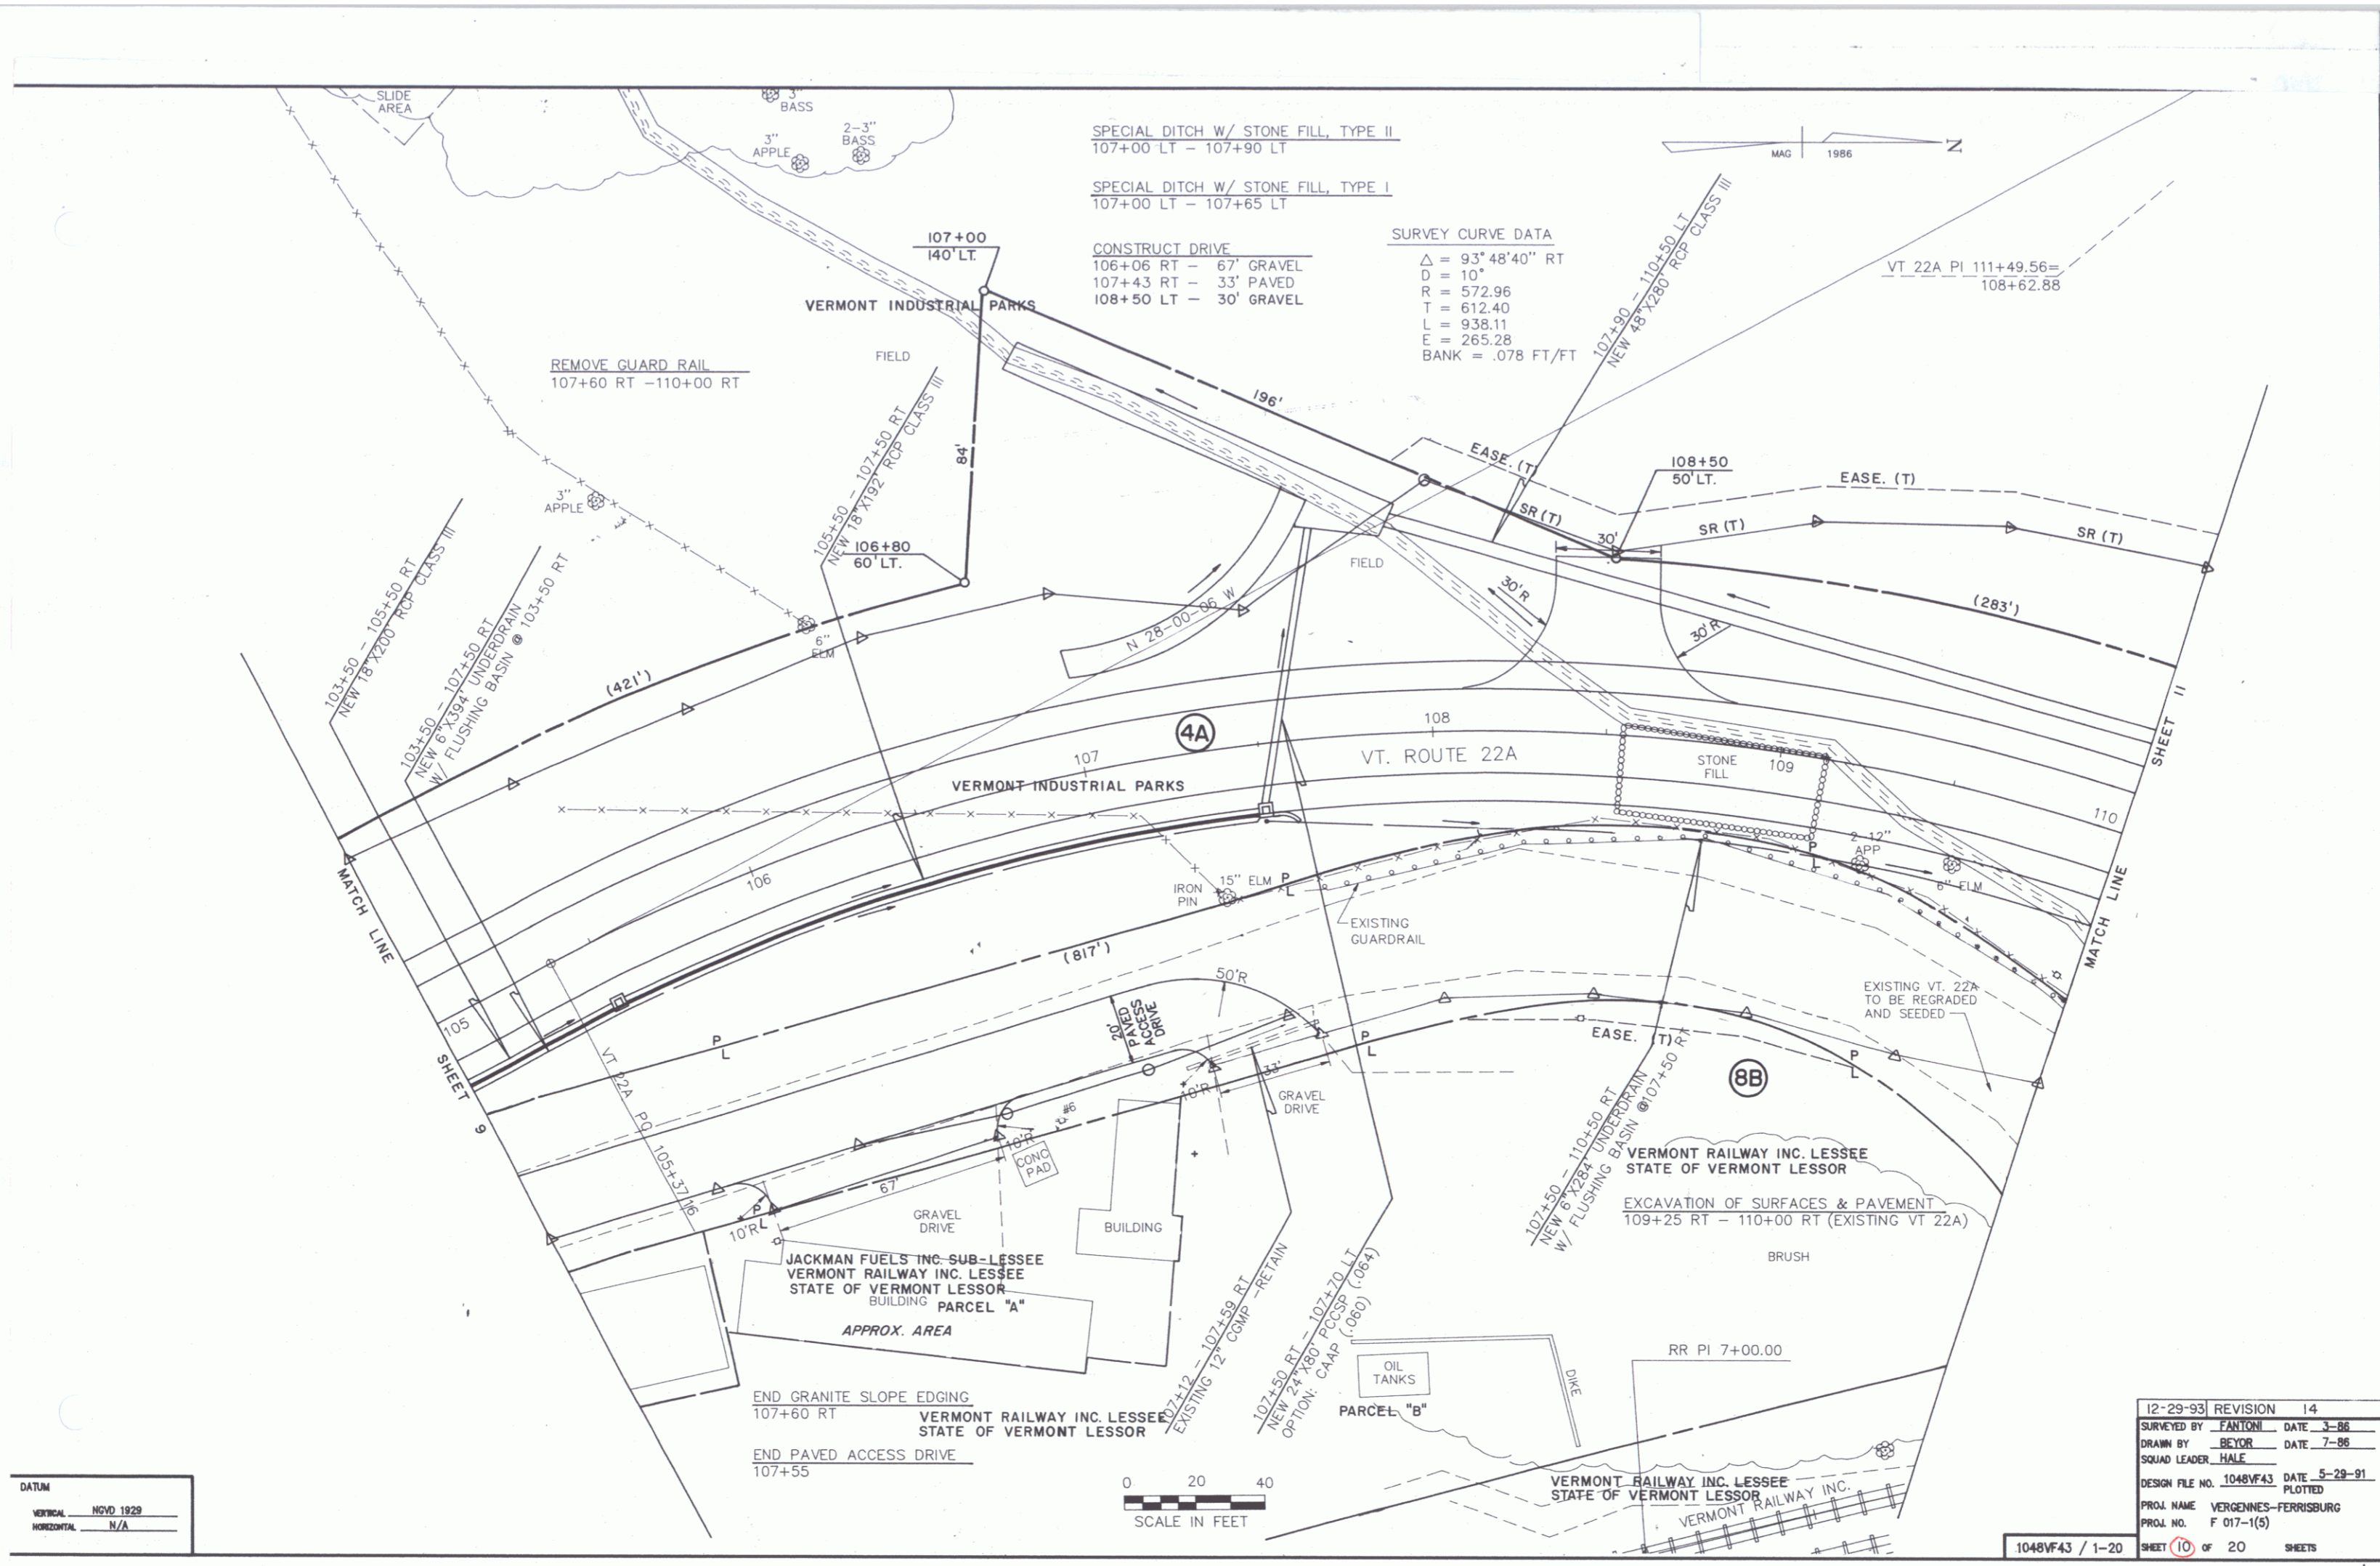 SLIDE
AREA
3"
BASS
2-3"
BASS
3"
APPLE
SPECIAL DITCH W/ STONE FILL, TYPE II
107+00 LT - 107+90 LT
SPECIAL DITCH W/ STONE FILL, TYPE I
107+00 LT - 107+65 LT
CONSTRUCT DRIVE
106+06 RT - 67' GRAVEL
107+43 RT - 33' PAVED
108+50 LT - 30' GRAVEL
SURVEY CURVE DATA
Δ = 93° 48'40" RT
D = 10°
R = 572.96
T = 612.40
L = 938.11
E = 265.28
BANK = .078 FT/FT
MAG 1986
N
VT 22A PI 111+49.56=
108+62.88
107+90 - 110+50 LT
NEW 48"X280' RCP CLASS III
107+00
140' LT.
VERMONT INDUSTRIAL PARKS
FIELD
REMOVE GUARD RAIL
107+60 RT -110+00 RT
196'
84'
105+50 - 107+50 RT
NEW 18"X192' RCP CLASS III
106+80
60' LT.
3"
APPLE
6"
ELM
103+50 - 105+50 RT
NEW 18"X200' RCP CLASS III
103+50 - 107+50 RT
NEW 6"X394' UNDERDRAIN
W/ FLUSHING BASIN @ 103+50 RT
(421')
EASE. (T)
SR (T)
108+50
50' LT.
SR (T)
EASE. (T)
SR (T)
30'
FIELD
30'R
30'R
(283')
N 28-00-06 W
4A
108
VT. ROUTE 22A
107
VERMONT INDUSTRIAL PARKS
STONE
FILL
109
110
106
105
2-12"
APP
P
L
6" ELM
IRON
PIN
15" ELM
P
L
EXISTING
GUARDRAIL
MATCH LINE
SHEET 9
MATCH LINE
SHEET 11
(817')
50'R
20'
PAVED
ACCESS
DRIVE
P
L
VT 22A PO 105+37.16
EXISTING VT. 22A
TO BE REGRADED
AND SEEDED
EASE. (T)
P
L
P
L
8B
33'
10'R
GRAVEL
DRIVE
#6
10'R
CONC
PAD
67'
P
L
10'R
GRAVEL
DRIVE
BUILDING
107+50 - 110+50 RT
NEW 6"X284' UNDERDRAIN
W/ FLUSHING BASIN @107+50 RT
VERMONT RAILWAY INC. LESSEE
STATE OF VERMONT LESSOR
EXCAVATION OF SURFACES & PAVEMENT
109+25 RT - 110+00 RT (EXISTING VT 22A)
BRUSH
JACKMAN FUELS INC. SUB-LESSEE
VERMONT RAILWAY INC. LESSEE
STATE OF VERMONT LESSOR
BUILDING
PARCEL "A"
APPROX. AREA
107+12 - 107+59 RT
EXISTING 12" CGMP -RETAIN
107+50 RT - 107+70 LT
NEW 24"X80' PCCSP (.064)
OPTION: CAAP (.060)
OIL
TANKS
DIKE
PARCEL "B"
RR PI 7+00.00
END GRANITE SLOPE EDGING
107+60 RT
VERMONT RAILWAY INC. LESSEE
STATE OF VERMONT LESSOR
END PAVED ACCESS DRIVE
107+55
0 20 40
SCALE IN FEET
VERMONT RAILWAY INC. LESSEE
STATE OF VERMONT LESSOR
VERMONT RAILWAY INC.
DATUM
VERTICAL NGVD 1929
HORIZONTAL N/A
12-29-93 REVISION 14
SURVEYED BY FANTONI DATE 3-86
DRAWN BY BEYOR DATE 7-86
SQUAD LEADER HALE
DESIGN FILE NO. 1048VF43 DATE 5-29-91
PLOTTED
PROJ. NAME VERGENNES-FERRISBURG
PROJ. NO. F 017-1(5)
1048VF43 / 1-20
SHEET 10 OF 20 SHEETS